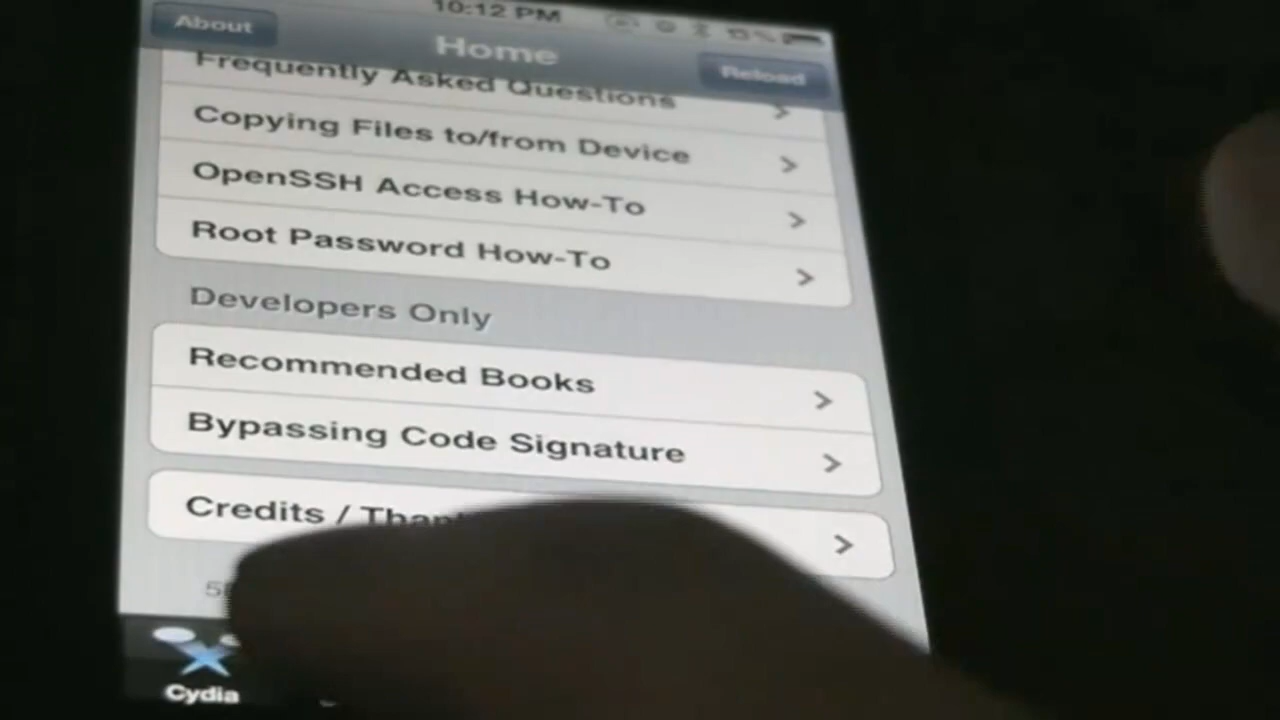 10:12 PM
About
Home
Reload
Frequently Asked Questions
Copying Files to/from Device
OpenSSH Access How-To
Root Password How-To
Developers Only
Recommended Books
Bypassing Code Signature
Credits /
Cydia